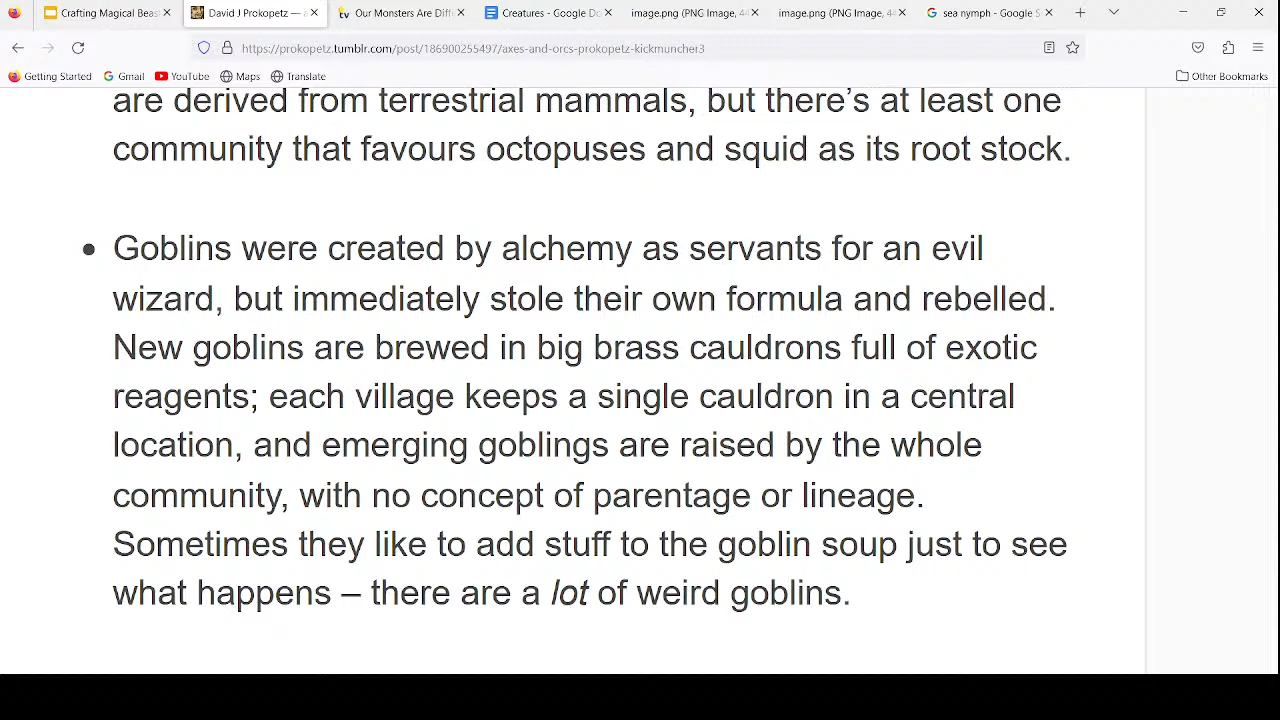 Crafting Magical Beas
David J Prokopetz — a
tv Our Monsters Are Diff
Creatures - Google Do
image.png (PNG Image, 44
image.png (PNG Image, 44
sea nymph - Google S
https://prokopetz.tumblr.com/post/186900255497/axes-and-orcs-prokopetz-kickmuncher3
Getting Started
Gmail
YouTube
Maps
Translate
Other Bookmarks
are derived from terrestrial mammals, but there's at least one
community that favours octopuses and squid as its root stock.
• Goblins were created by alchemy as servants for an evil
wizard, but immediately stole their own formula and rebelled.
New goblins are brewed in big brass cauldrons full of exotic
reagents; each village keeps a single cauldron in a central
location, and emerging goblings are raised by the whole
community, with no concept of parentage or lineage.
Sometimes they like to add stuff to the goblin soup just to see
what happens – there are a lot of weird goblins.